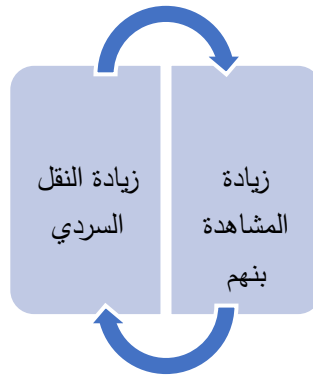 زيادة
المشاهدة
بنهم
زيادة النقل
السردي